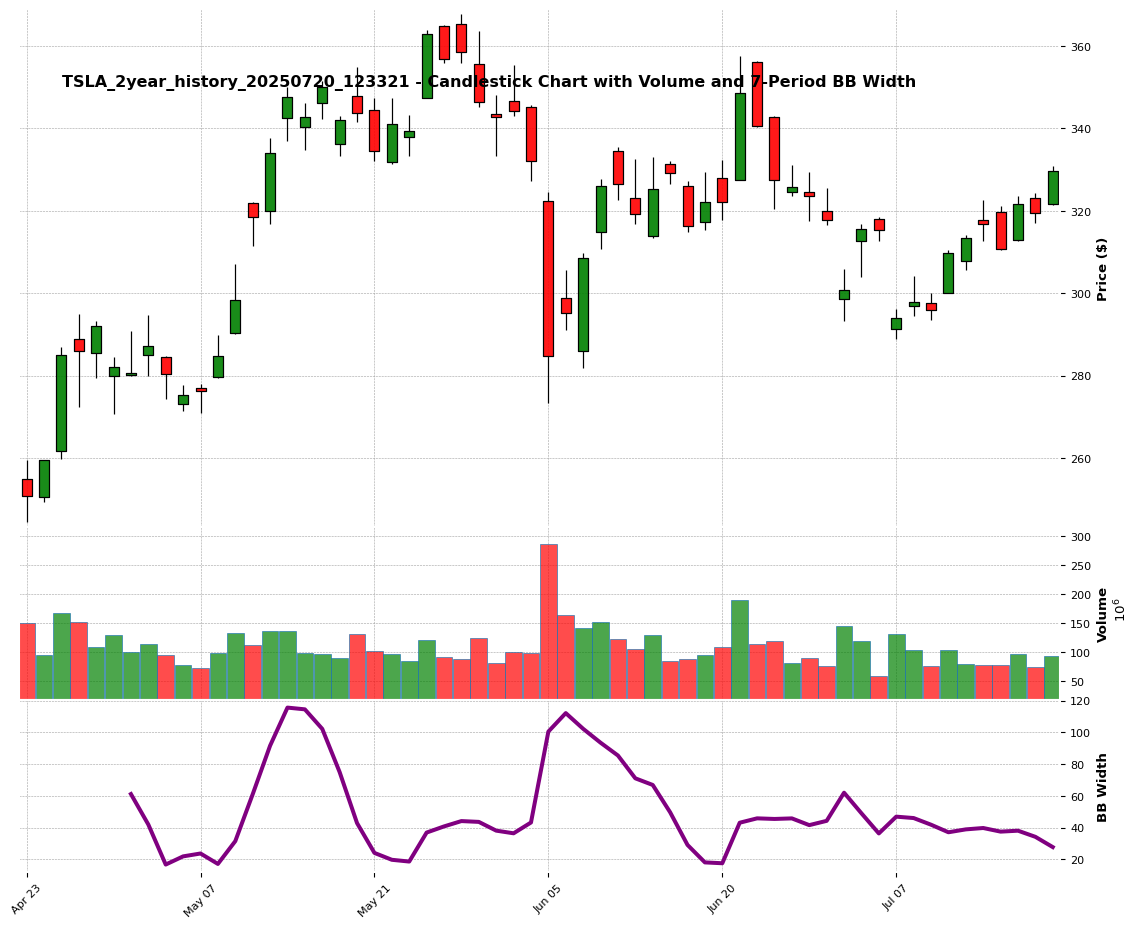 TSLA_2year_history_20250720_123321 - Candlestick Chart with Volume and 7-Period BB Width
360
340
320
300
280
260
Price ($)
300
250
200
150
100
50
Volume
10^6
120
100
80
60
40
20
BB Width
Apr 23
May 07
May 21
Jun 05
Jun 20
Jul 07